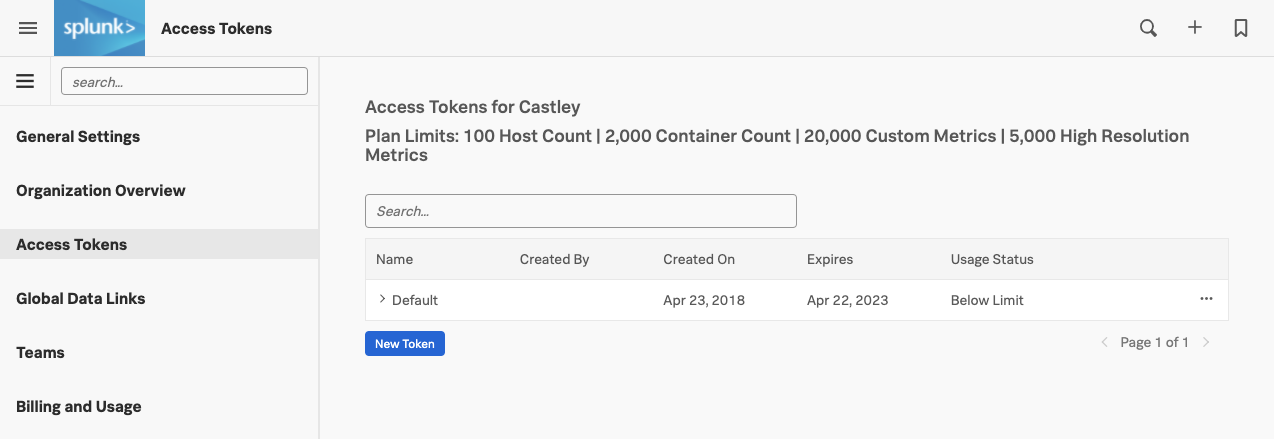 splunk>
Access Tokens
search...
General Settings
Organization Overview
Access Tokens
Global Data Links
Teams
Billing and Usage
Access Tokens for Castley
Plan Limits: 100 Host Count | 2,000 Container Count | 20,000 Custom Metrics | 5,000 High Resolution
Metrics
Search...
Name Created By Created On Expires Usage Status
Default Apr 23, 2018 Apr 22, 2023 Below Limit
New Token
Page 1 of 1